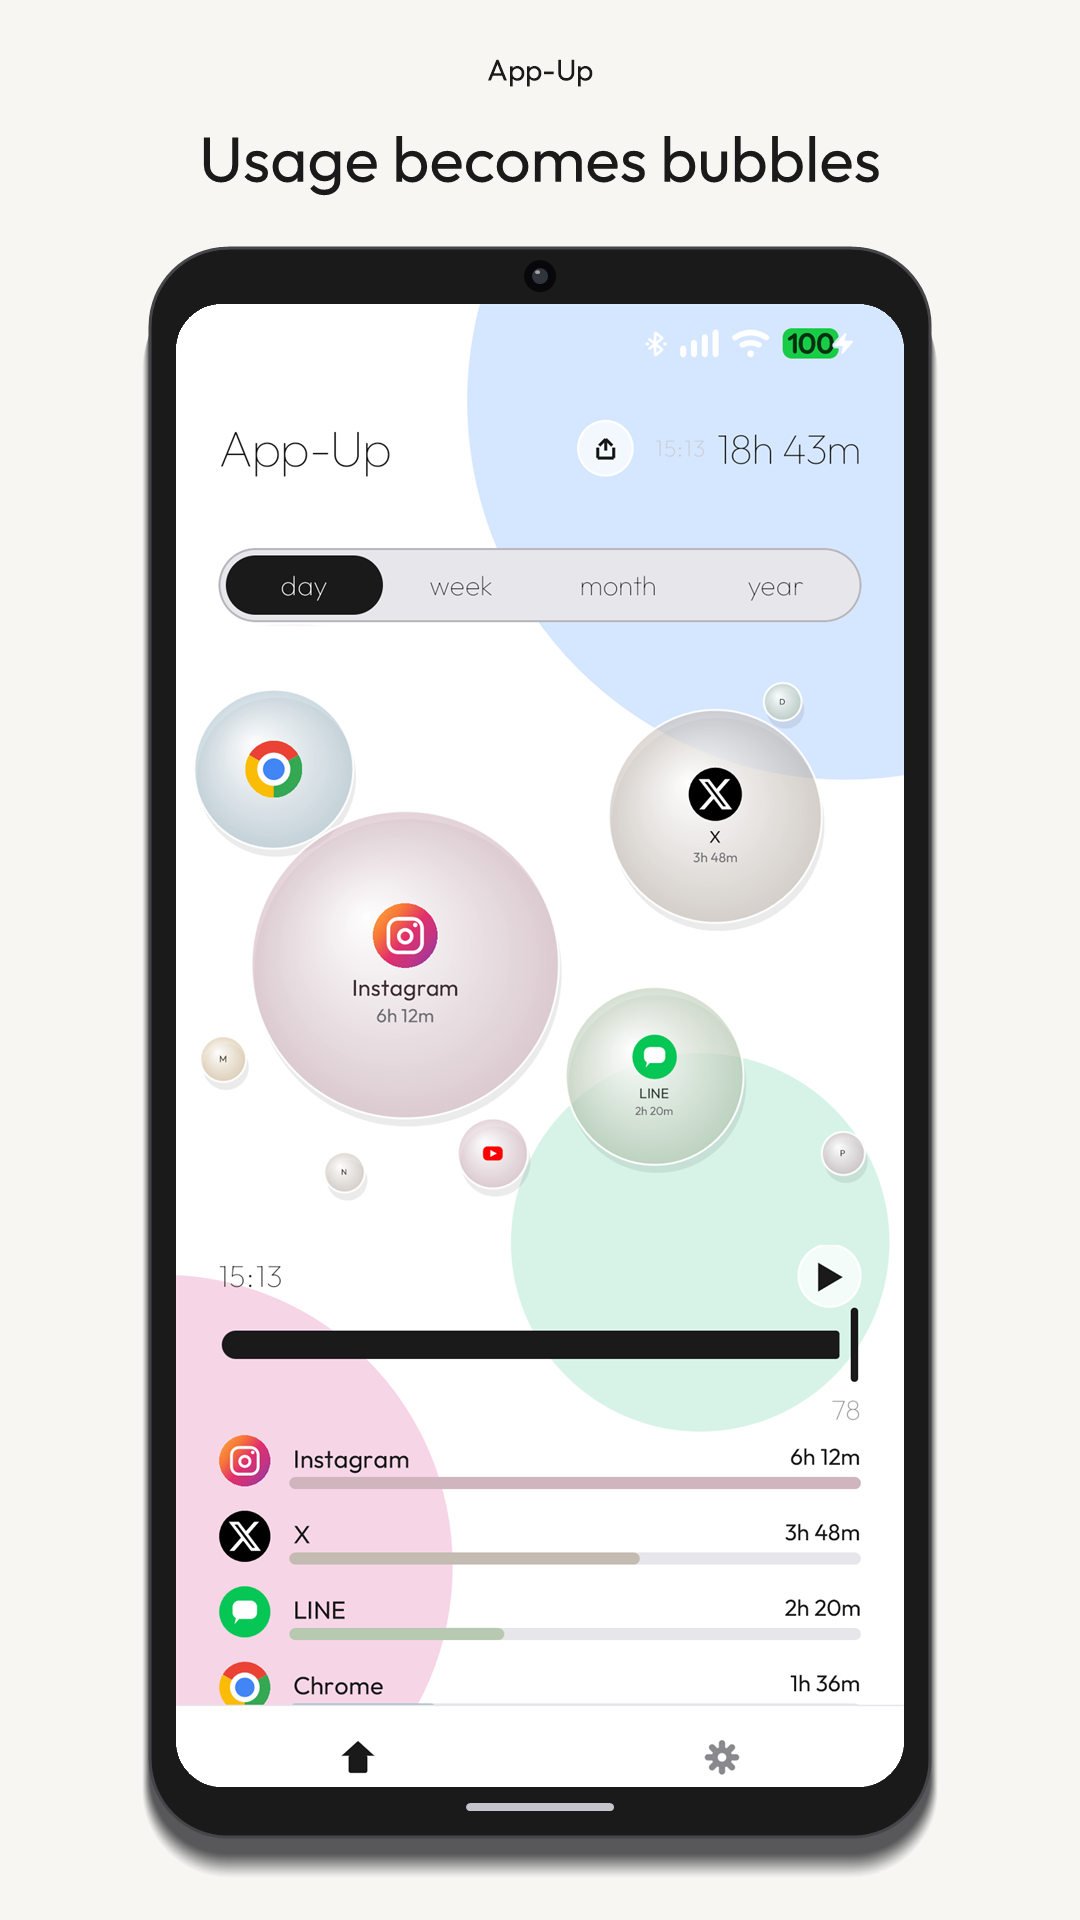 App-Up
Usage becomes bubbles
100
App-Up
15:13 18h 43m
day week month year
D
X
3h 48m
Instagram
6h 12m
M
LINE
2h 20m
N
P
15:13
78
Instagram 6h 12m
X 3h 48m
LINE 2h 20m
Chrome 1h 36m